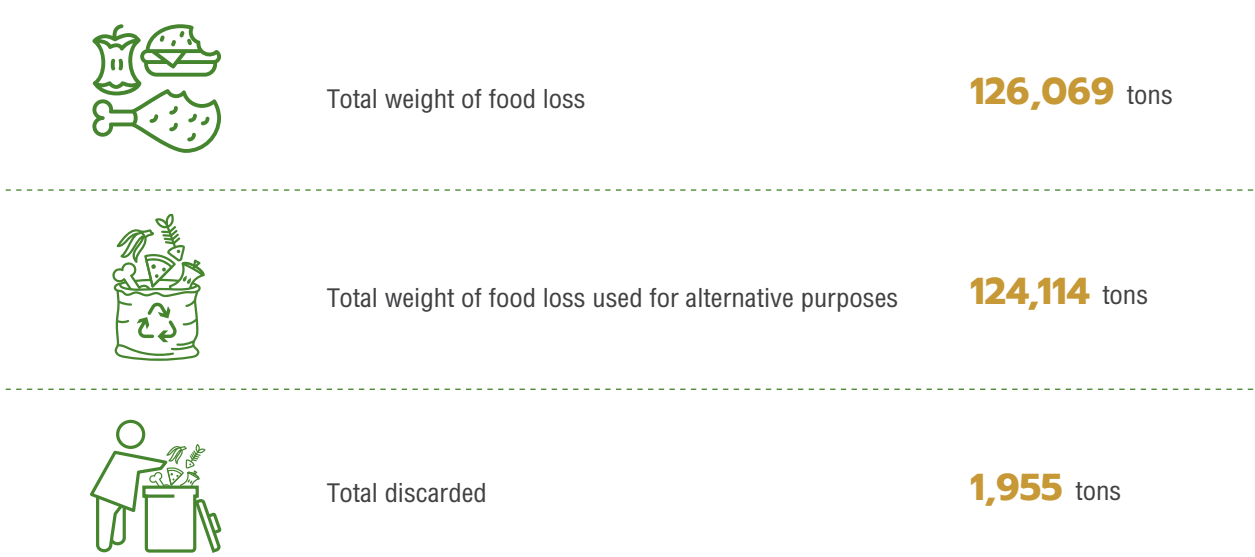 Total weight of food loss 126,069 tons
Total weight of food loss used for alternative purposes 124,114 tons
Total discarded 1,955 tons